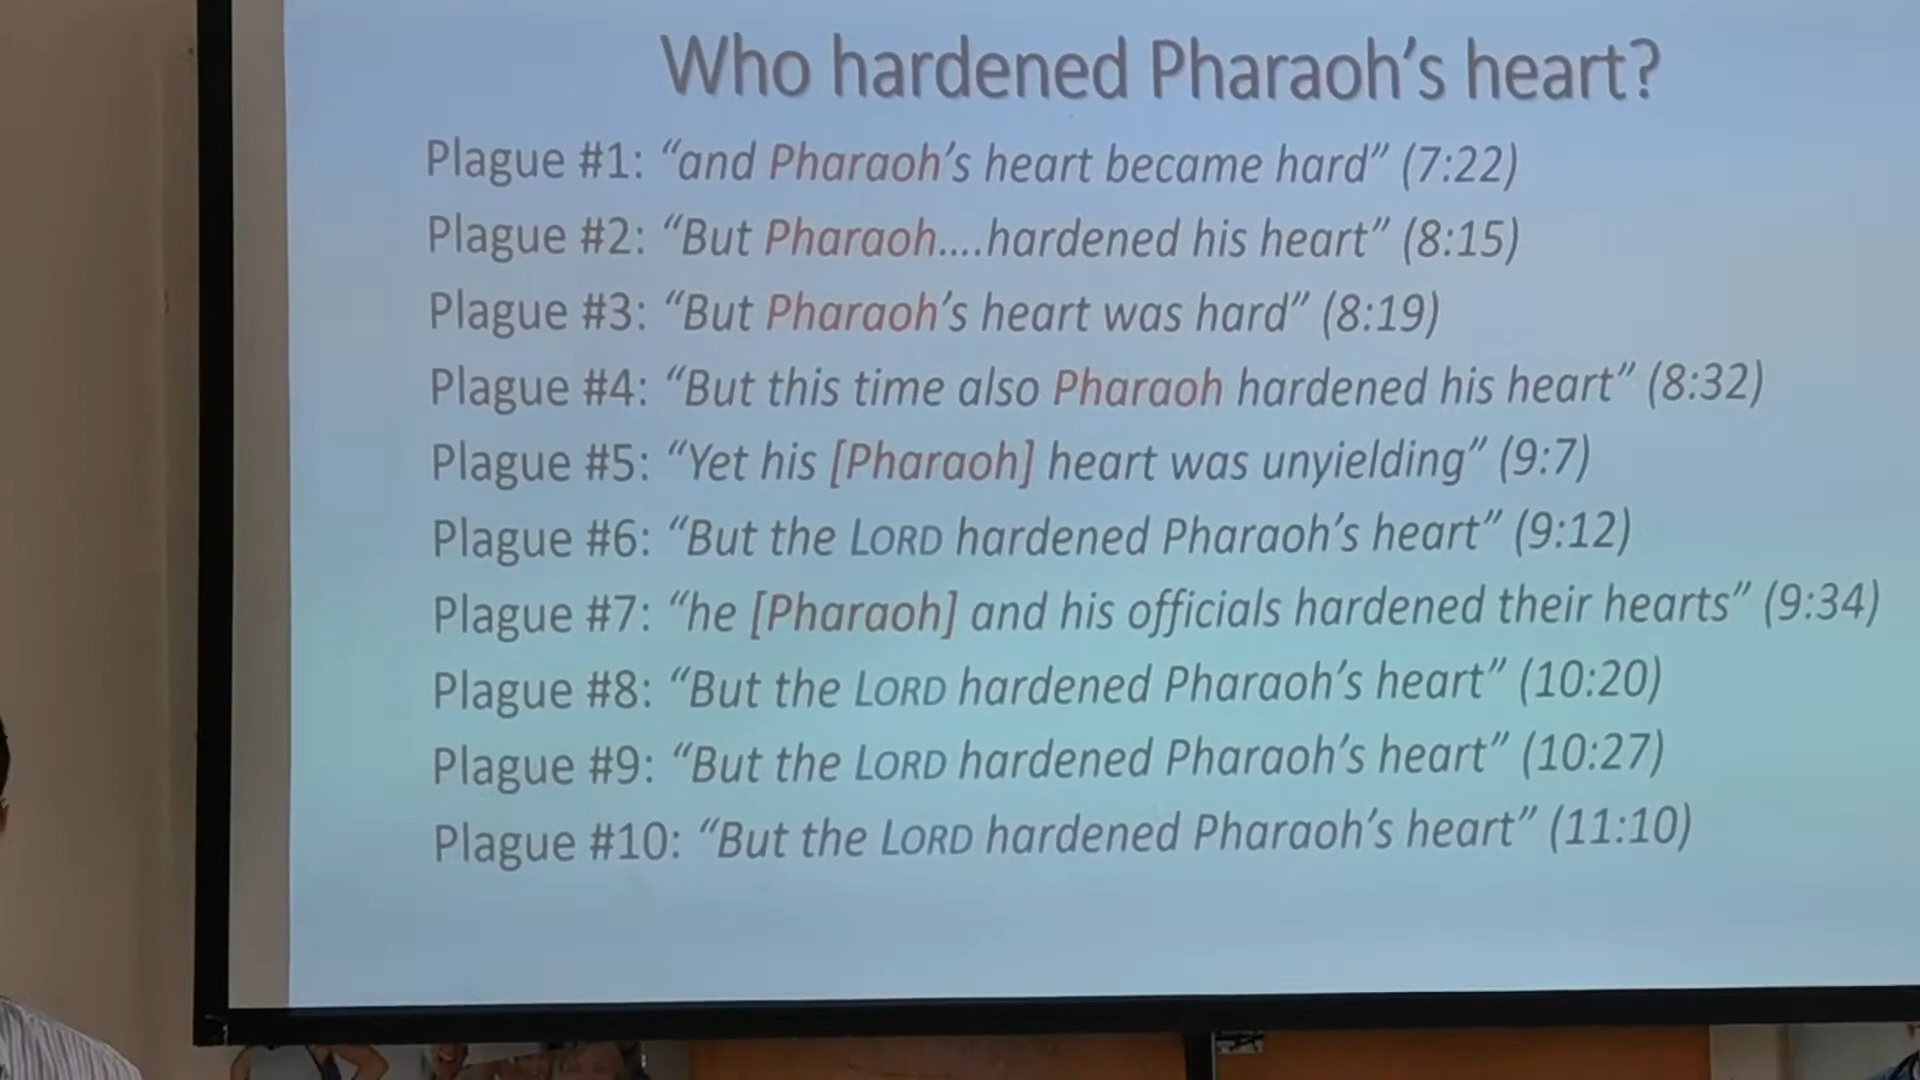 Who hardened Pharaoh’s heart?
Plague #1: “and Pharaoh’s heart became hard” (7:22)
Plague #2: “But Pharaoh....hardened his heart” (8:15)
Plague #3: “But Pharaoh’s heart was hard” (8:19)
Plague #4: “But this time also Pharaoh hardened his heart” (8:32)
Plague #5: “Yet his [Pharaoh] heart was unyielding” (9:7)
Plague #6: “But the LORD hardened Pharaoh’s heart” (9:12)
Plague #7: “he [Pharaoh] and his officials hardened their hearts” (9:34)
Plague #8: “But the LORD hardened Pharaoh’s heart” (10:20)
Plague #9: “But the LORD hardened Pharaoh’s heart” (10:27)
Plague #10: “But the LORD hardened Pharaoh’s heart” (11:10)